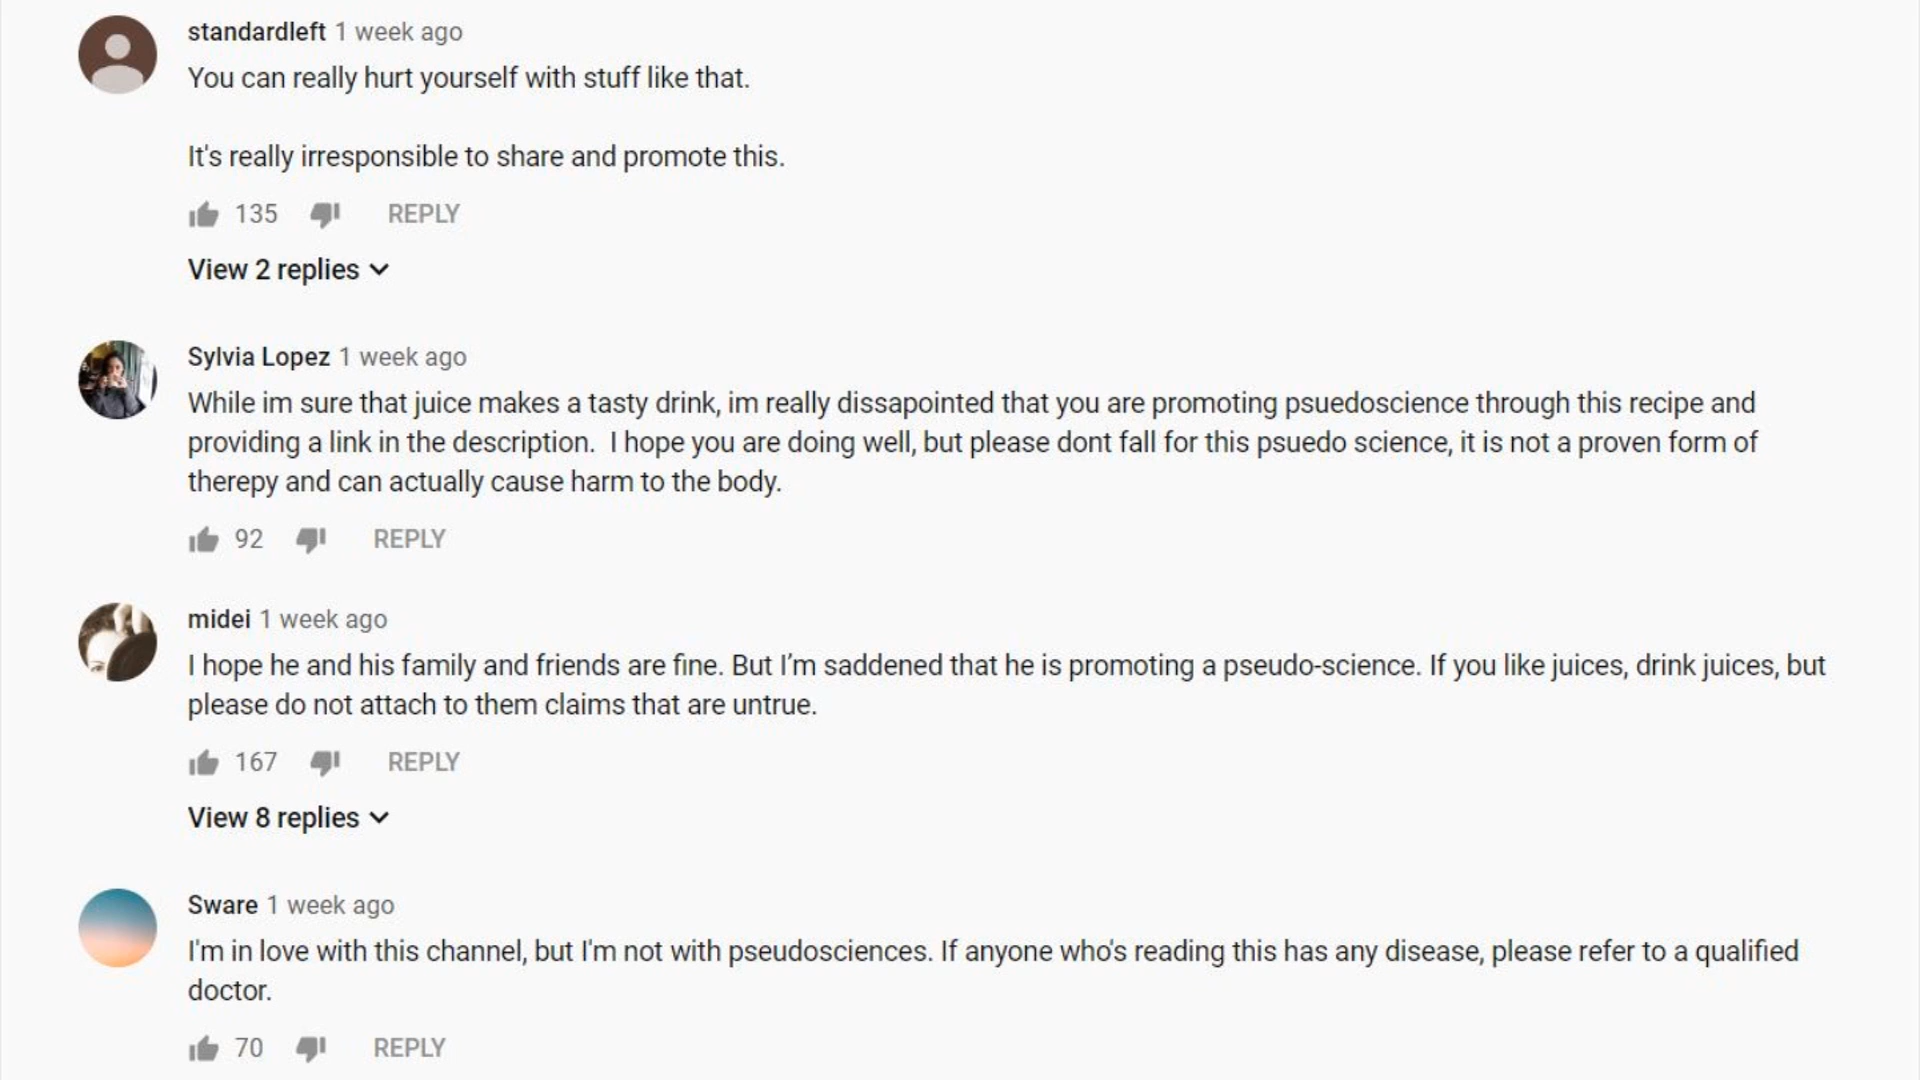 standardleft 1 week ago
You can really hurt yourself with stuff like that.
It's really irresponsible to share and promote this.
135 REPLY
View 2 replies
Sylvia Lopez 1 week ago
While im sure that juice makes a tasty drink, im really dissapointed that you are promoting psuedoscience through this recipe and
providing a link in the description.  I hope you are doing well, but please dont fall for this psuedo science, it is not a proven form of
therepy and can actually cause harm to the body.
92 REPLY
midei 1 week ago
I hope he and his family and friends are fine. But I’m saddened that he is promoting a pseudo-science. If you like juices, drink juices, but
please do not attach to them claims that are untrue.
167 REPLY
View 8 replies
Sware 1 week ago
I'm in love with this channel, but I'm not with pseudosciences. If anyone who's reading this has any disease, please refer to a qualified
doctor.
70 REPLY